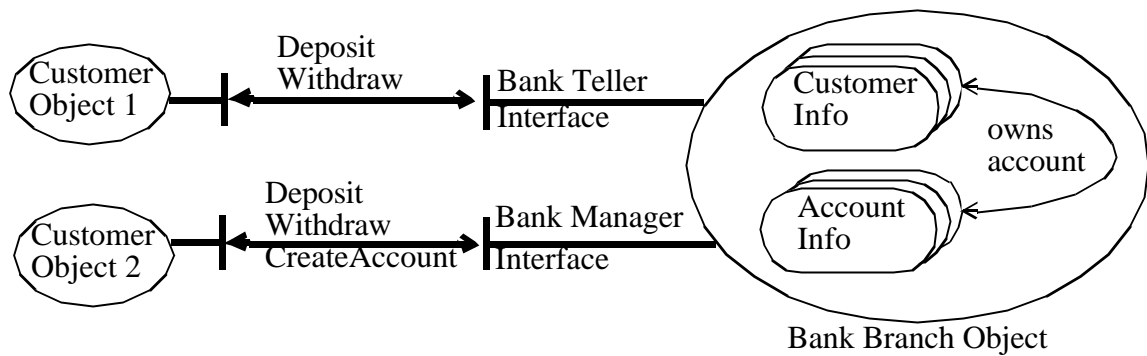 Customer
Object 1
Deposit
Withdraw
Bank Teller
Interface
Customer
Info
owns
account
Customer
Object 2
Deposit
Withdraw
CreateAccount
Bank Manager
Interface
Account
Info
Bank Branch Object